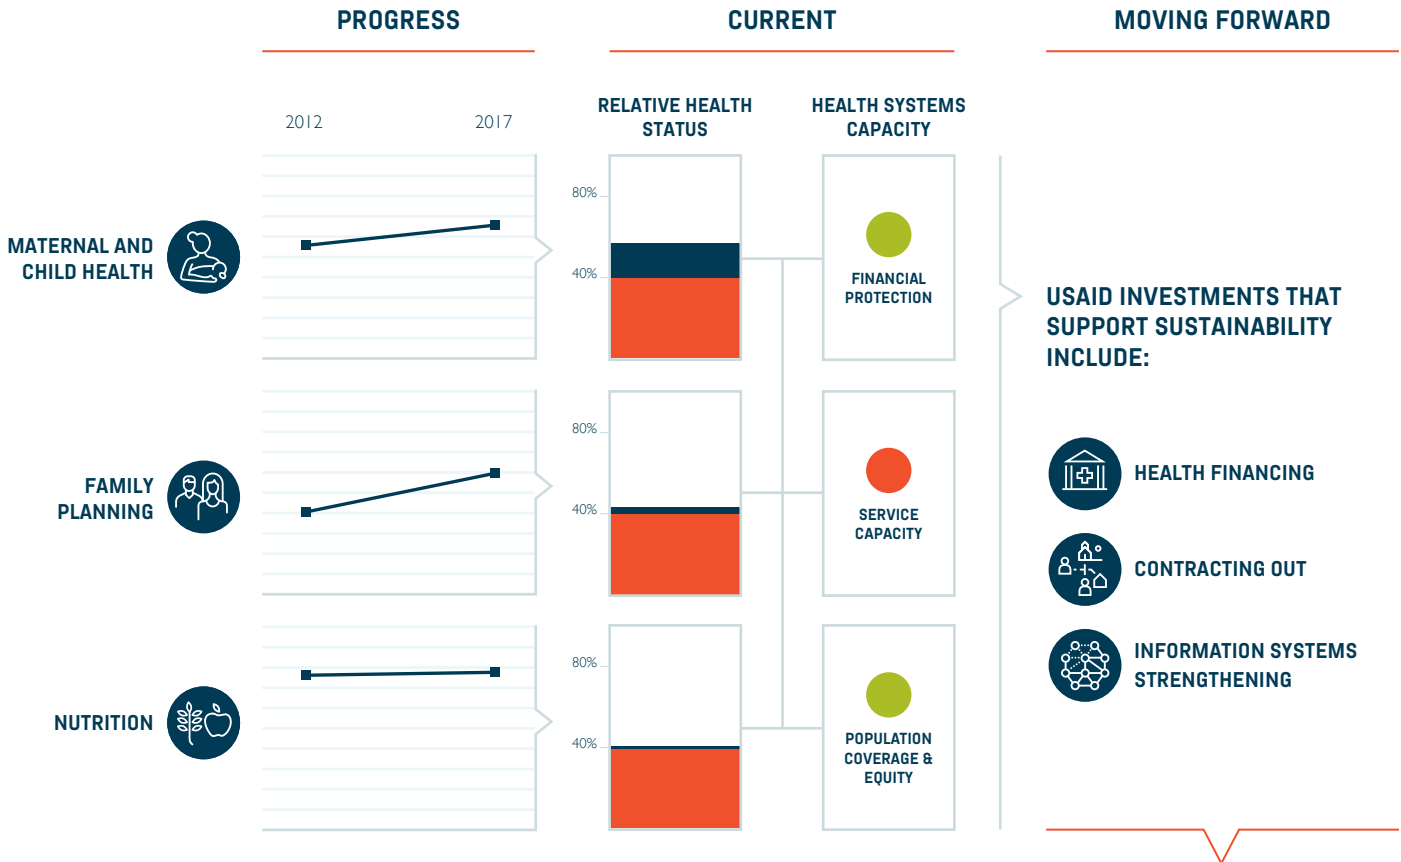 PROGRESS
CURRENT
MOVING FORWARD
2012
2017
RELATIVE HEALTH
STATUS
HEALTH SYSTEMS
CAPACITY
MATERNAL AND
CHILD HEALTH
80%
40%
FINANCIAL
PROTECTION
FAMILY
PLANNING
80%
40%
SERVICE
CAPACITY
NUTRITION
80%
40%
POPULATION
COVERAGE &
EQUITY
USAID INVESTMENTS THAT
SUPPORT SUSTAINABILITY
INCLUDE:
HEALTH FINANCING
CONTRACTING OUT
INFORMATION SYSTEMS
STRENGTHENING